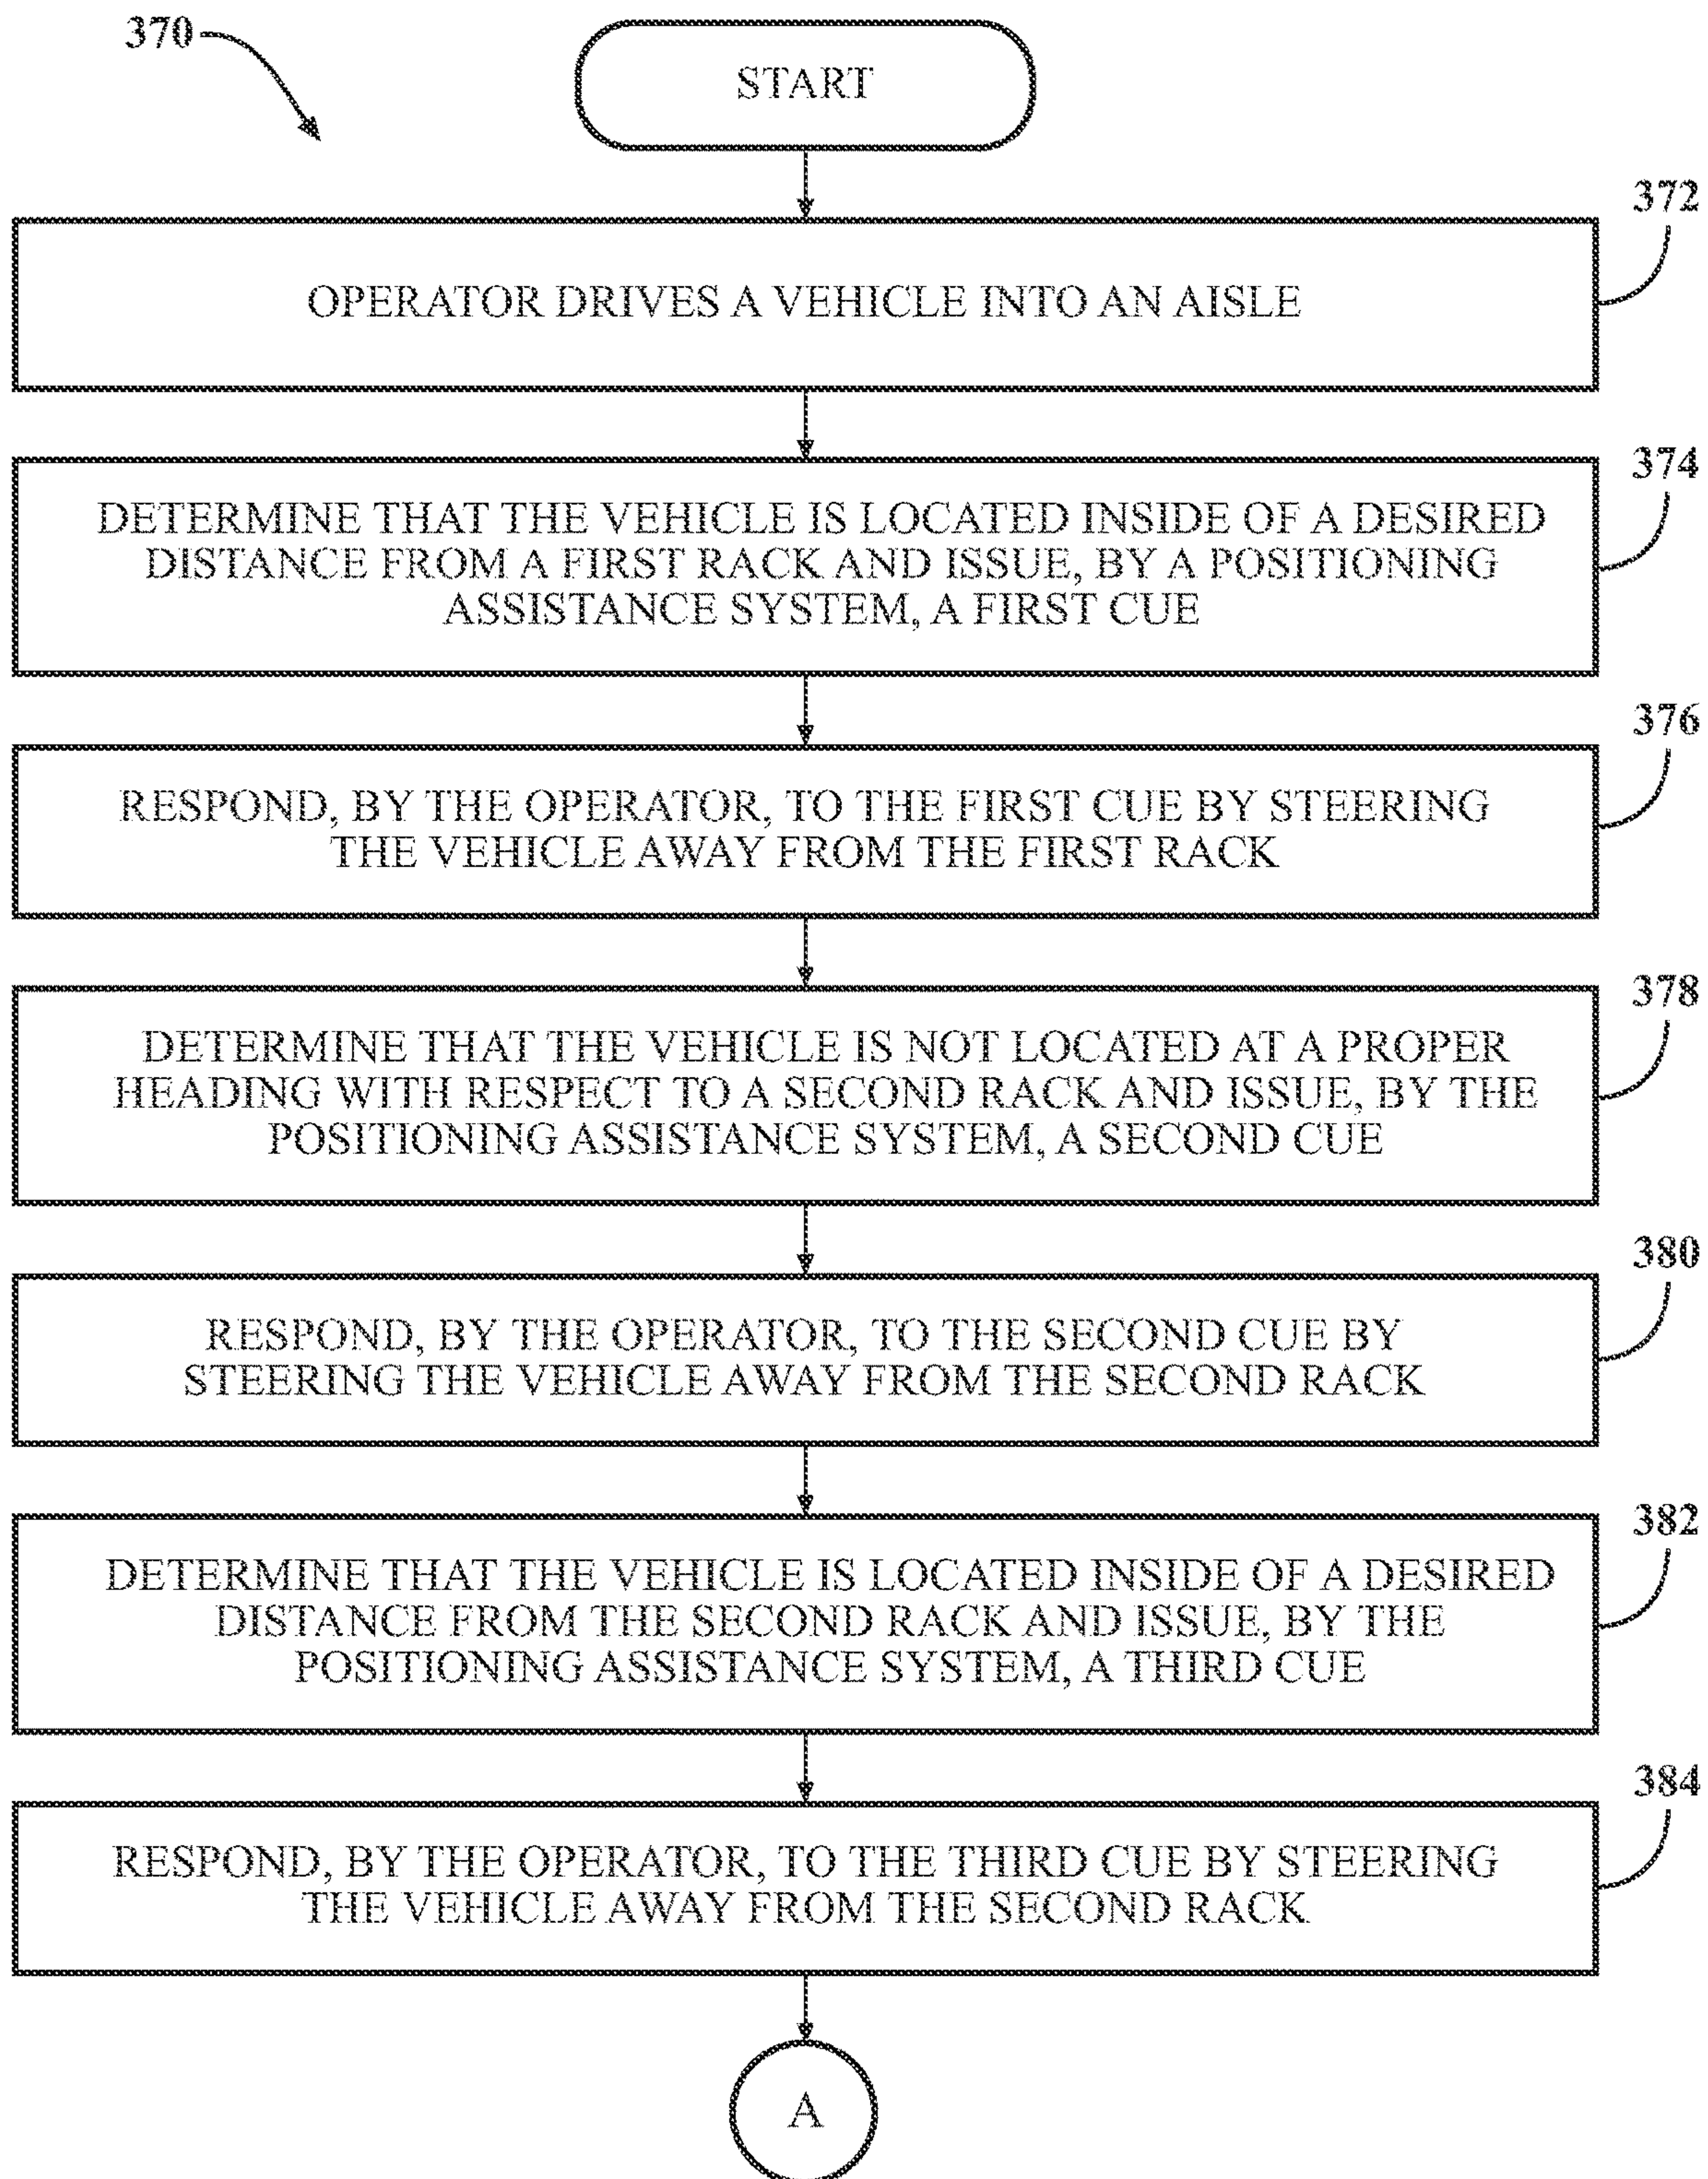 370
START
372
OPERATOR DRIVES A VEHICLE INTO AN AISLE
374
DETERMINE THAT THE VEHICLE IS LOCATED INSIDE OF A DESIRED
DISTANCE FROM A FIRST RACK AND ISSUE, BY A POSITIONING
ASSISTANCE SYSTEM, A FIRST CUE
376
RESPOND, BY THE OPERATOR, TO THE FIRST CUE BY STEERING
THE VEHICLE AWAY FROM THE FIRST RACK
378
DETERMINE THAT THE VEHICLE IS NOT LOCATED AT A PROPER
HEADING WITH RESPECT TO A SECOND RACK AND ISSUE, BY THE
POSITIONING ASSISTANCE SYSTEM, A SECOND CUE
380
RESPOND, BY THE OPERATOR, TO THE SECOND CUE BY
STEERING THE VEHICLE AWAY FROM THE SECOND RACK
382
DETERMINE THAT THE VEHICLE IS LOCATED INSIDE OF A DESIRED
DISTANCE FROM THE SECOND RACK AND ISSUE, BY THE
POSITIONING ASSISTANCE SYSTEM, A THIRD CUE
384
RESPOND, BY THE OPERATOR, TO THE THIRD CUE BY STEERING
THE VEHICLE AWAY FROM THE SECOND RACK
A